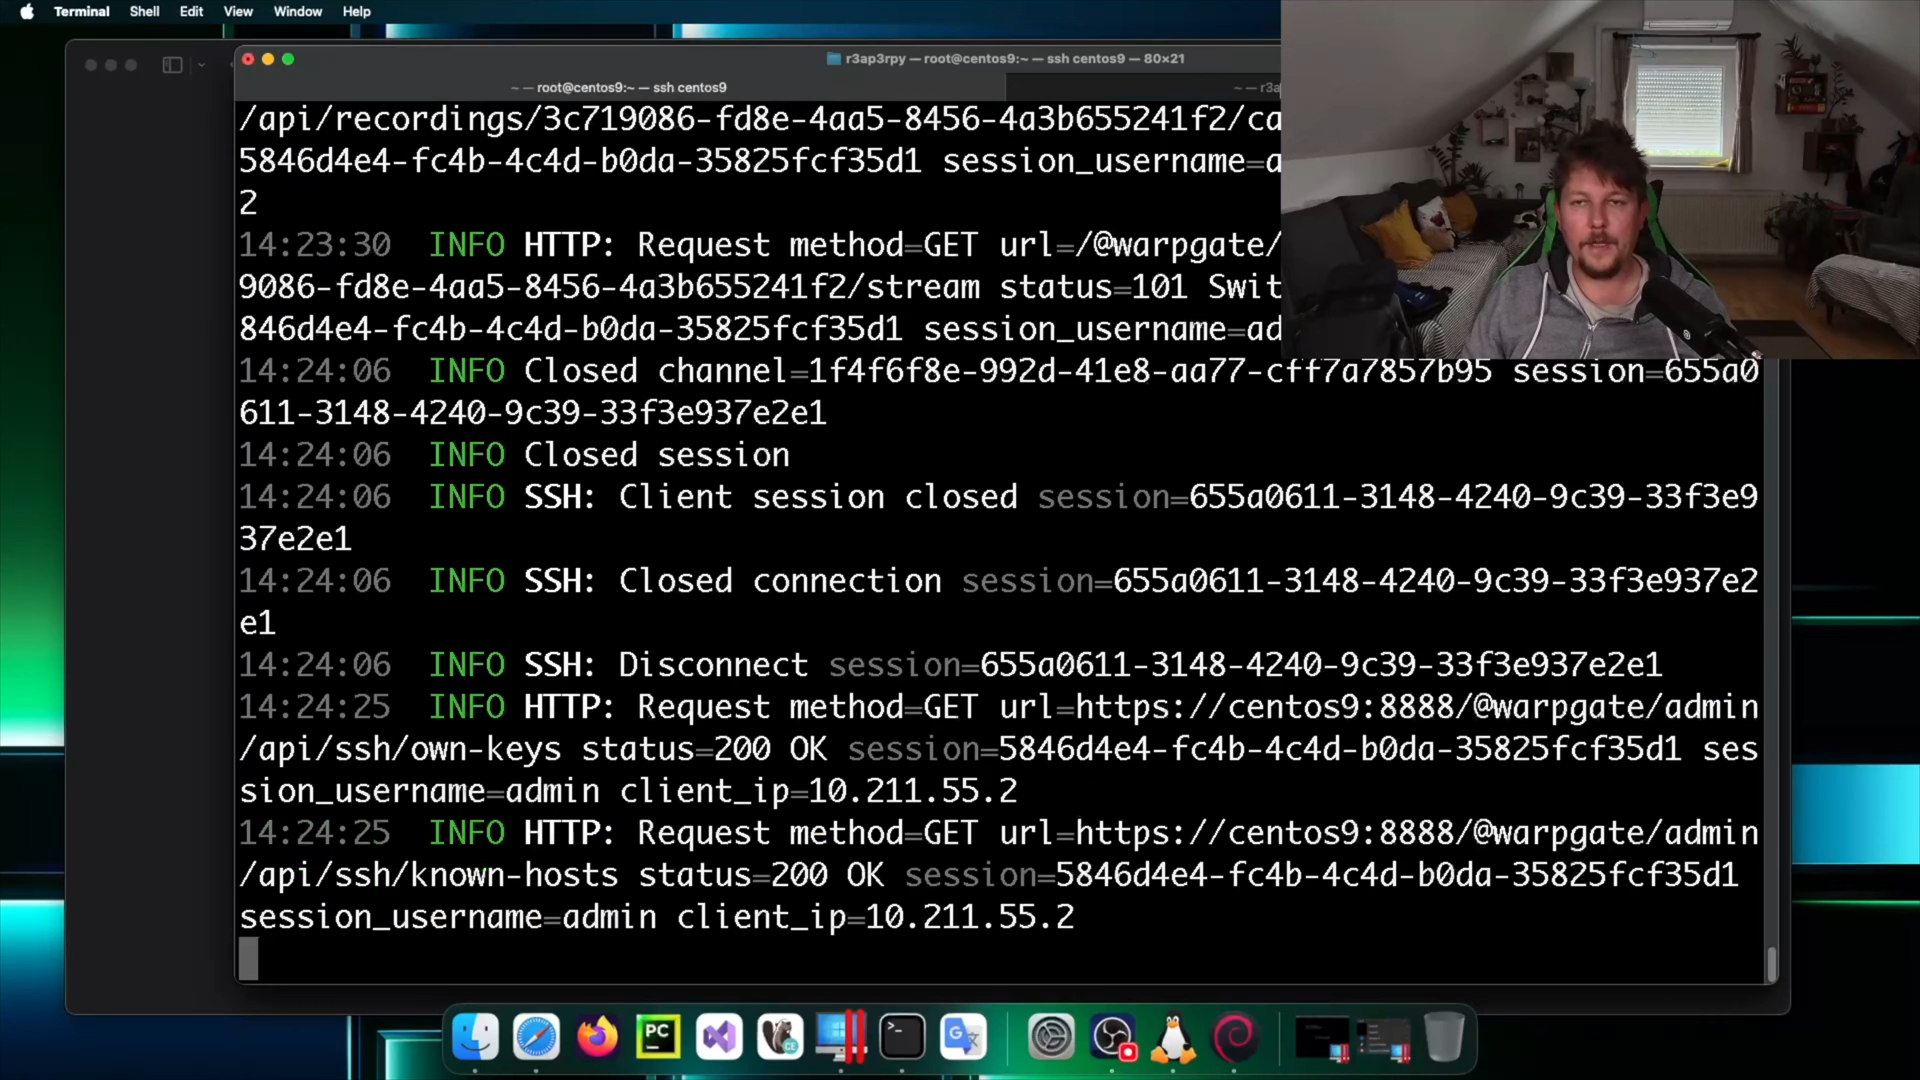 Terminal Shell Edit View Window Help
r3ap3rpy — root@centos9:~ — ssh centos9 — 80×21
~ — root@centos9:~ — ssh centos9
~ — r3a
/api/recordings/3c719086-fd8e-4aa5-8456-4a3b655241f2/ca
5846d4e4-fc4b-4c4d-b0da-35825fcf35d1 session_username=a
2
14:23:30 INFO HTTP: Request method=GET url=/@warpgate/
9086-fd8e-4aa5-8456-4a3b655241f2/stream status=101 Swit
846d4e4-fc4b-4c4d-b0da-35825fcf35d1 session_username=ad
14:24:06 INFO Closed channel=1f4f6f8e-992d-41e8-aa77-cff7a7857b95 session=655a0
611-3148-4240-9c39-33f3e937e2e1
14:24:06 INFO Closed session
14:24:06 INFO SSH: Client session closed session=655a0611-3148-4240-9c39-33f3e9
37e2e1
14:24:06 INFO SSH: Closed connection session=655a0611-3148-4240-9c39-33f3e937e2
e1
14:24:06 INFO SSH: Disconnect session=655a0611-3148-4240-9c39-33f3e937e2e1
14:24:25 INFO HTTP: Request method=GET url=https://centos9:8888/@warpgate/admin
/api/ssh/own-keys status=200 OK session=5846d4e4-fc4b-4c4d-b0da-35825fcf35d1 ses
sion_username=admin client_ip=10.211.55.2
14:24:25 INFO HTTP: Request method=GET url=https://centos9:8888/@warpgate/admin
/api/ssh/known-hosts status=200 OK session=5846d4e4-fc4b-4c4d-b0da-35825fcf35d1
session_username=admin client_ip=10.211.55.2
PC
CE
G